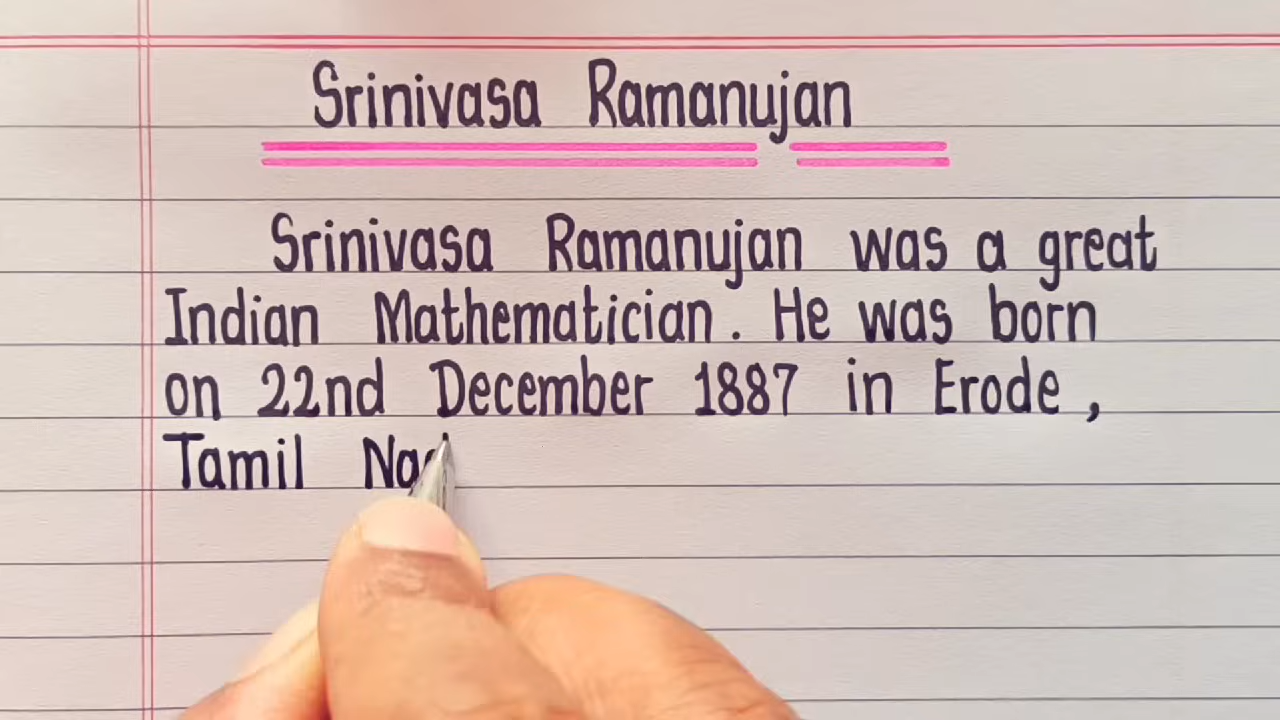 Srinivasa Ramanujan
Srinivasa Ramanujan was a great
Indian Mathematician. He was born
on 22nd December 1887 in Erode,
Tamil